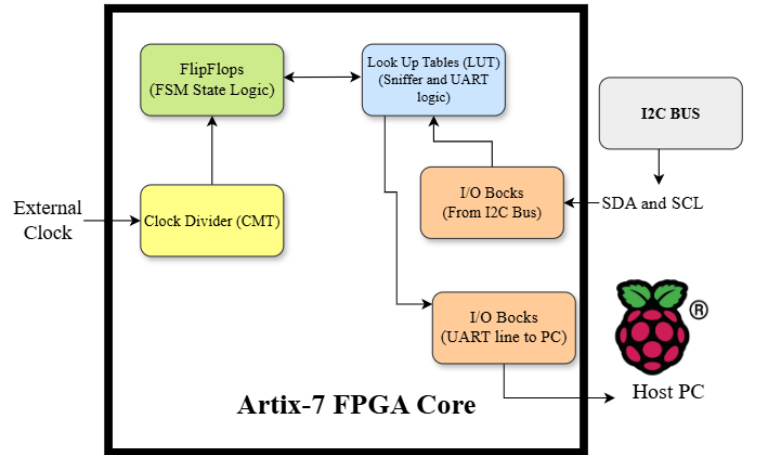 FlipFlops
(FSM State Logic)
Look Up Tables (LUT)
(Sniffer and UART
logic)
I2C BUS
I/O Bocks
(From I2C Bus)
SDA and SCL
External
Clock
Clock Divider (CMT)
I/O Bocks
(UART line to PC)
®
Host PC
Artix-7 FPGA Core